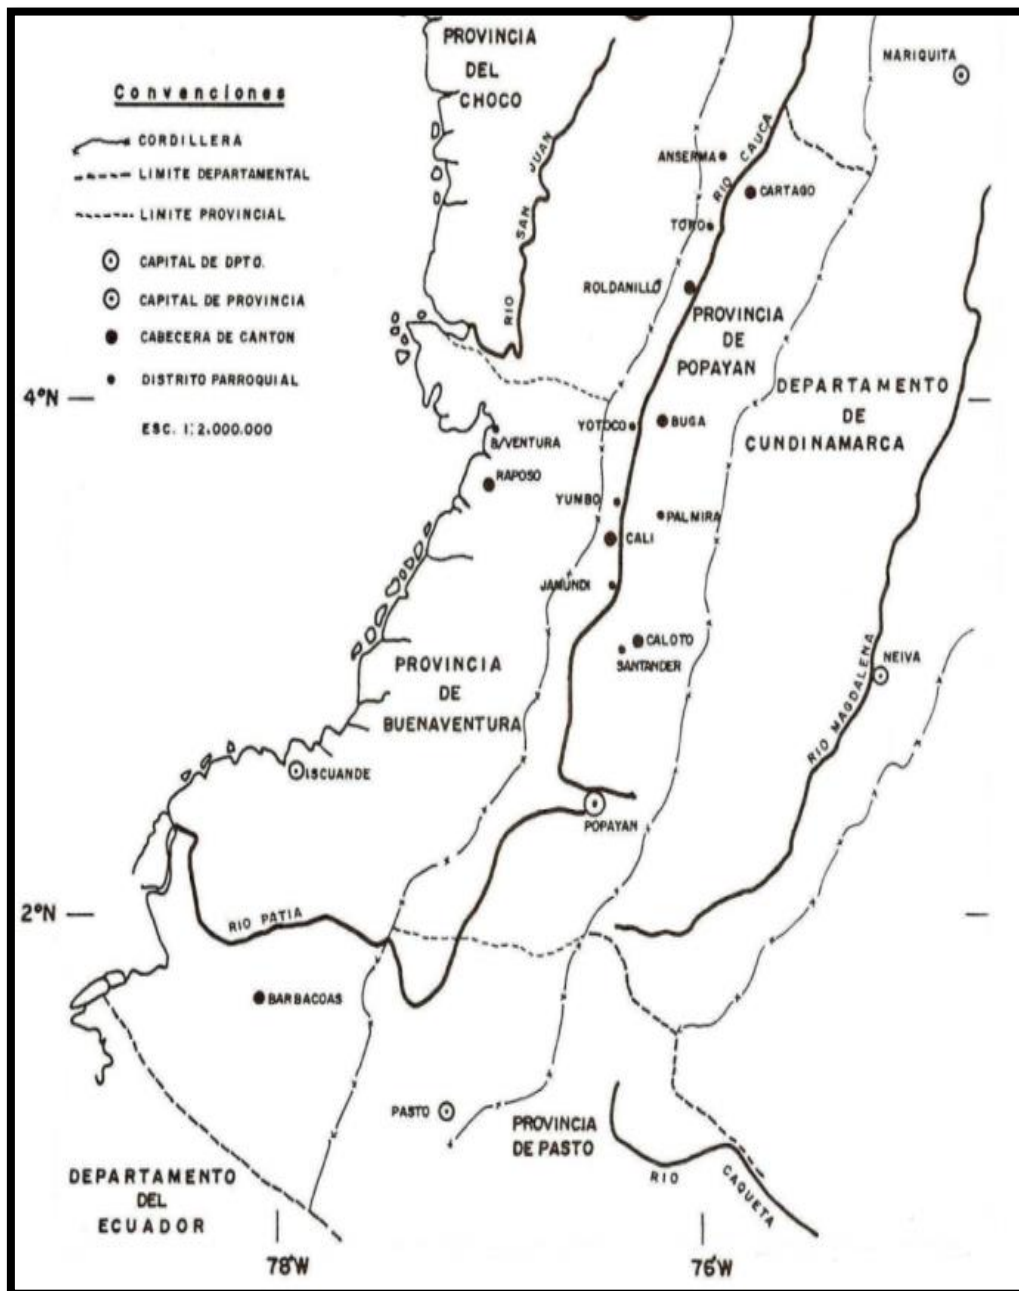 PROVINCIA
DEL
CHOCO
MARIQUITA
Convenciones
CORDILLERA
LIMITE DEPARTAMENTAL
LIMITE PROVINCIAL
CAPITAL DE DPTO.
CAPITAL DE PROVINCIA
CABECERA DE CANTON
DISTRITO PARROQUIAL
ESC. 1:2.000.000
RIO SAN JUAN
ANSERMA
RIO CAUCA
CARTAGO
TORO
ROLDANILLO
PROVINCIA
DE
POPAYAN
DEPARTAMENTO
DE
CUNDINAMARCA
4°N
YOTOCO
BUGA
B/VENTURA
RAPOSO
YUMBO
PALMIRA
CALI
JAMUNDI
CALOTO
SANTANDER
PROVINCIA
DE
BUENAVENTURA
RIO MAGDALENA
NEIVA
ISCUANDE
POPAYAN
2°N
RIO PATIA
BARBACOAS
PASTO
PROVINCIA
DE PASTO
RIO CAQUETA
DEPARTAMENTO
DEL
ECUADOR
78°W
76°W